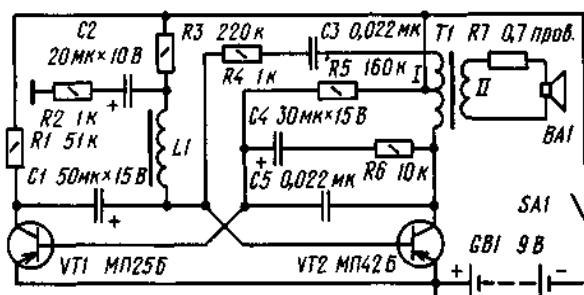 C2
20мк×10В
R3 220к
C3 0,022мк
T1
R7 0,7 пров.
R4 1к
R5 160к
I
II
R2 1к
C4 30мк×15В
BA1
R1 51к
L1
R6 10к
C1 50мк×15В
C5 0,022мк
SA1
VT1 МП25Б
VT2 МП42Б
GB1 9В